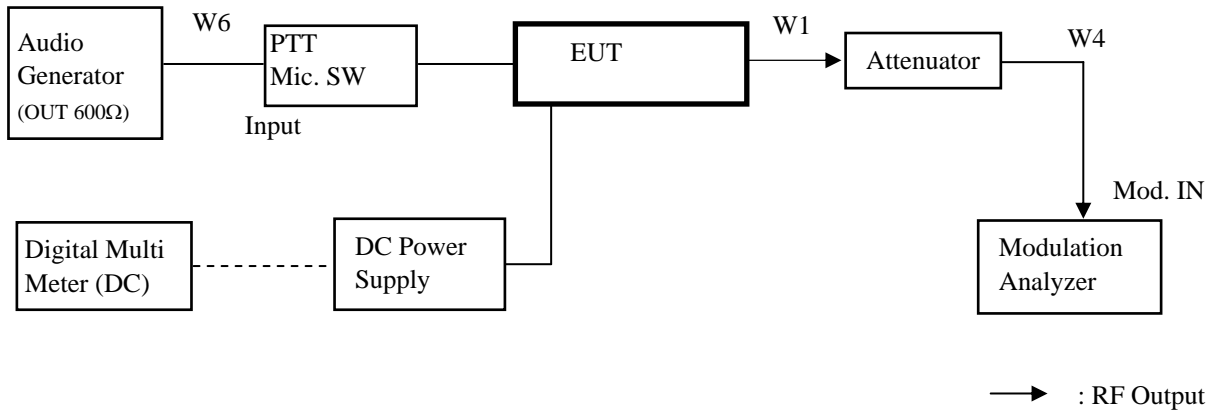 W6
Audio
Generator
(OUT 600Ω)
PTT
Mic. SW
Input
EUT
W1
Attenuator
W4
Mod. IN
Digital Multi
Meter (DC)
DC Power
Supply
Modulation
Analyzer
: RF Output